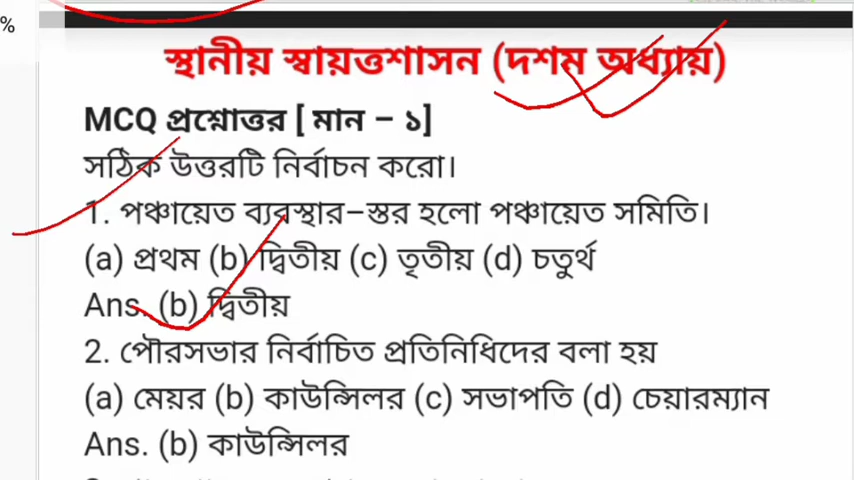 %
স্থানীয় স্বায়ত্তশাসন (দশম অধ্যায়)
MCQ প্রশ্নোত্তর [ মান – ১]
সঠিক উত্তরটি নির্বাচন করো।
1. পঞ্চায়েত ব্যবস্থার–স্তর হলো পঞ্চায়েত সমিতি।
(a) প্রথম (b) দ্বিতীয় (c) তৃতীয় (d) চতুর্থ
Ans. (b) দ্বিতীয়
2. পৌরসভার নির্বাচিত প্রতিনিধিদের বলা হয়
(a) মেয়র (b) কাউন্সিলর (c) সভাপতি (d) চেয়ারম্যান
Ans. (b) কাউন্সিলর